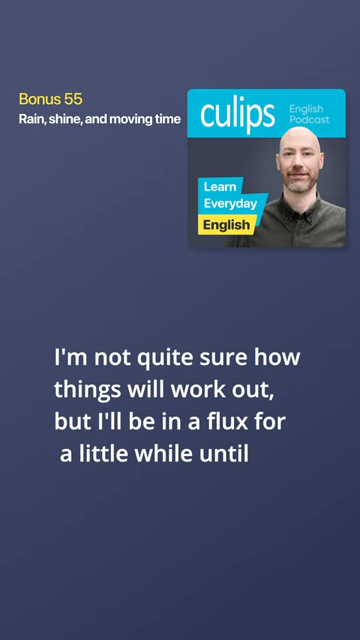 Bonus 55
Rain, shine, and moving time
culips
English
Podcast
Learn
Everyday
English
I'm not quite sure how
things will work out,
but I'll be in a flux for
a little while until